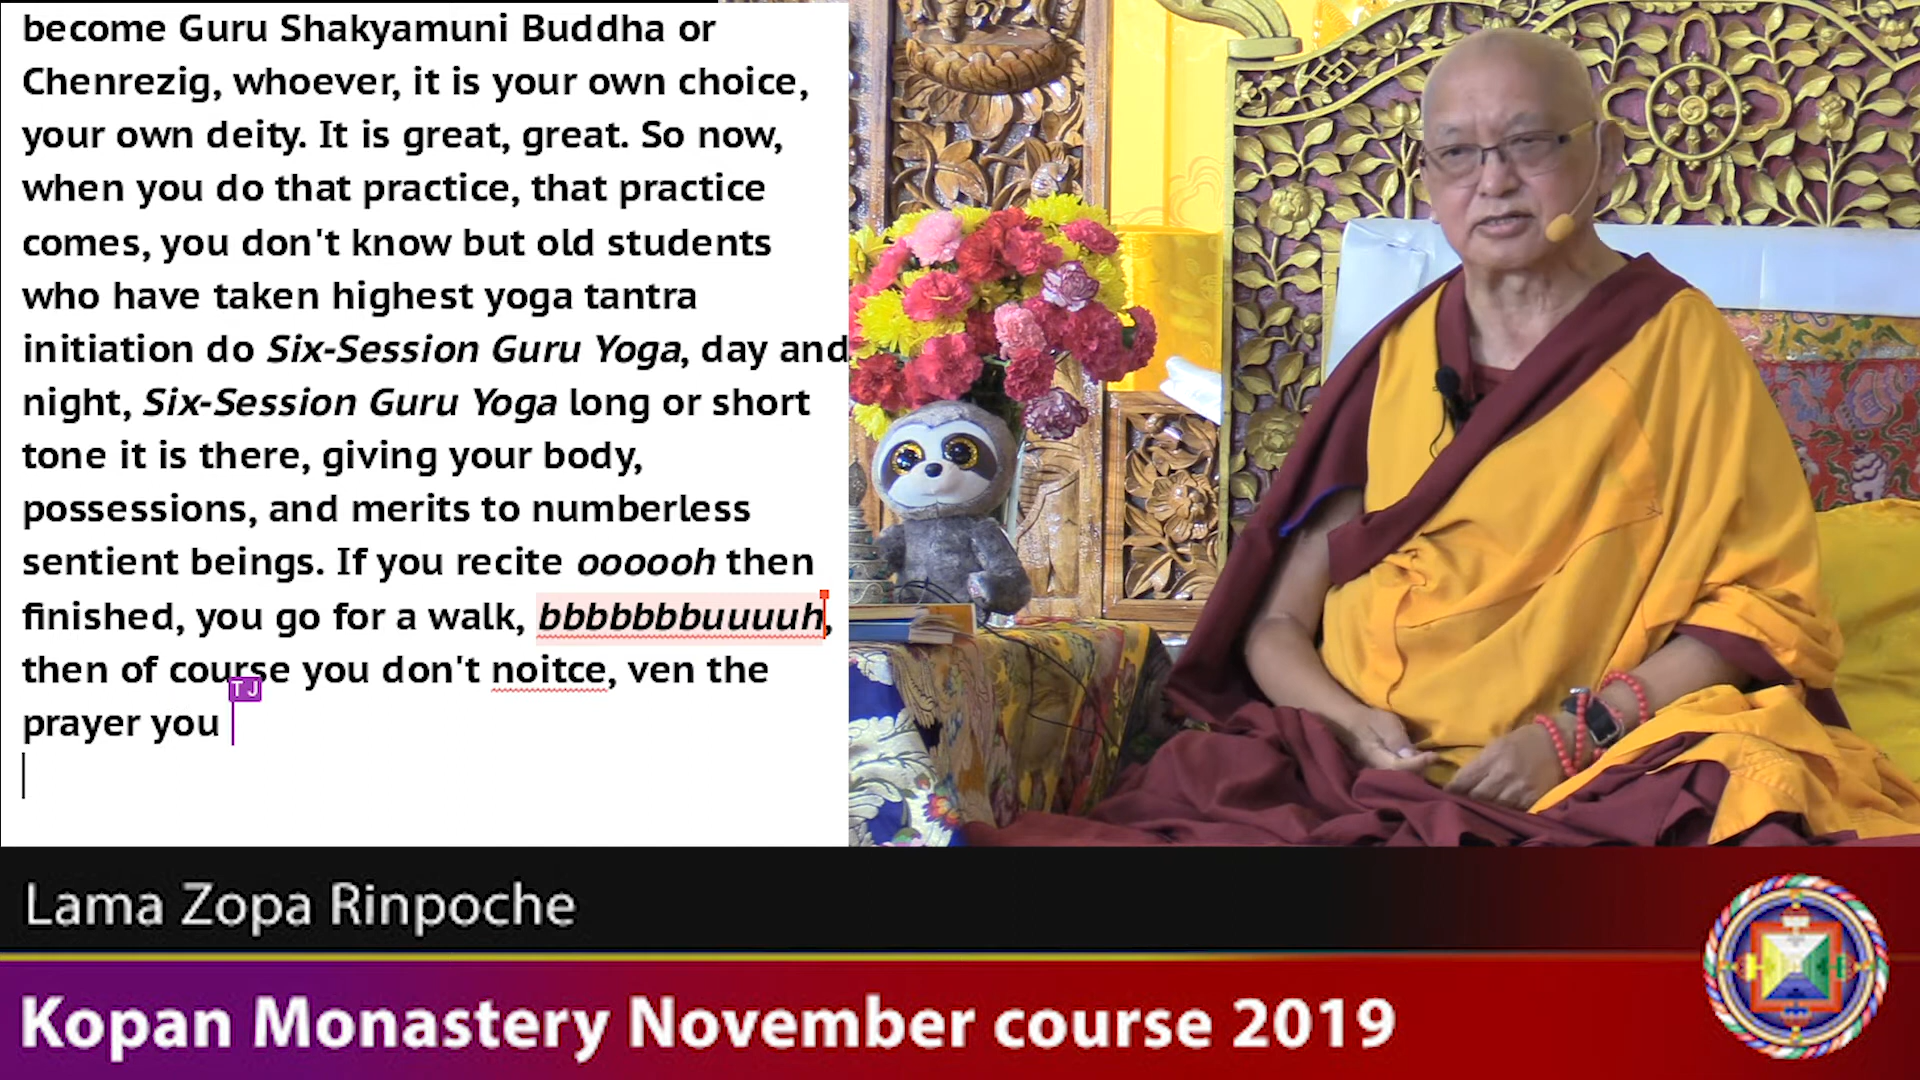 become Guru Shakyamuni Buddha or
Chenrezig, whoever, it is your own choice,
your own deity. It is great, great. So now,
when you do that practice, that practice
comes, you don't know but old students
who have taken highest yoga tantra
initiation do Six-Session Guru Yoga, day and
night, Six-Session Guru Yoga long or short
tone it is there, giving your body,
possessions, and merits to numberless
sentient beings. If you recite oooooh then
finished, you go for a walk, bbbbbbbuuuuh,
then of course you don't noitce, ven the
TJ
prayer you
Lama Zopa Rinpoche
Kopan Monastery November course 2019